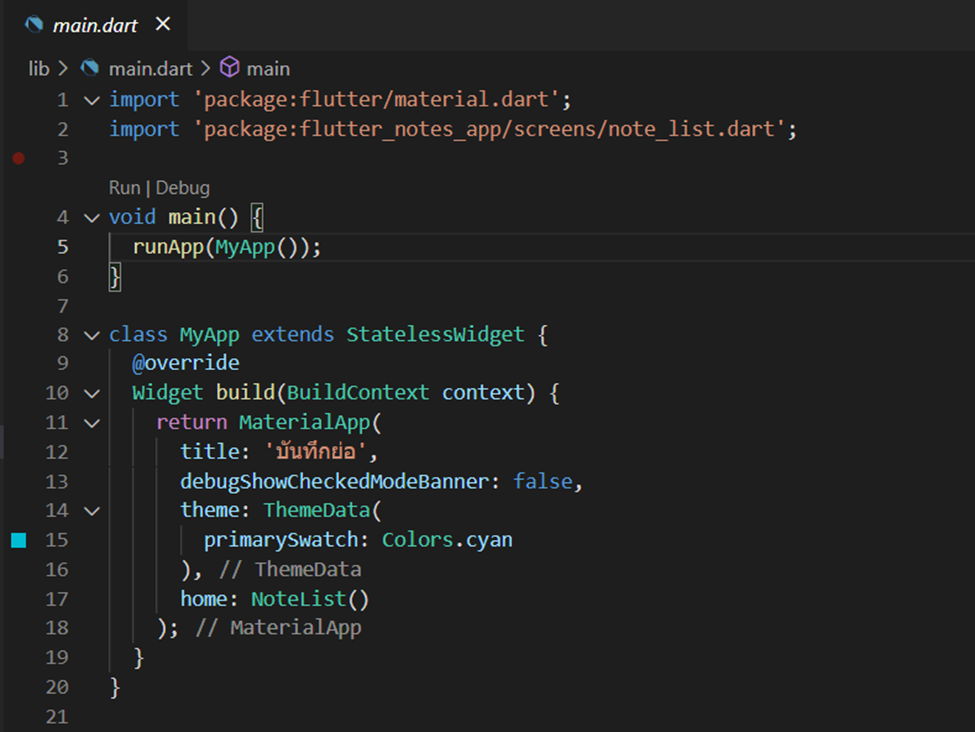 main.dart
lib > main.dart > main
1 import 'package:flutter/material.dart';
2 import 'package:flutter_notes_app/screens/note_list.dart';
3
Run | Debug
4 void main() {
5   runApp(MyApp());
6 }
7
8 class MyApp extends StatelessWidget {
9   @override
10   Widget build(BuildContext context) {
11     return MaterialApp(
12       title: 'บันทึกย่อ',
13       debugShowCheckedModeBanner: false,
14       theme: ThemeData(
15         primarySwatch: Colors.cyan
16       ), // ThemeData
17       home: NoteList()
18     ); // MaterialApp
19   }
20 }
21